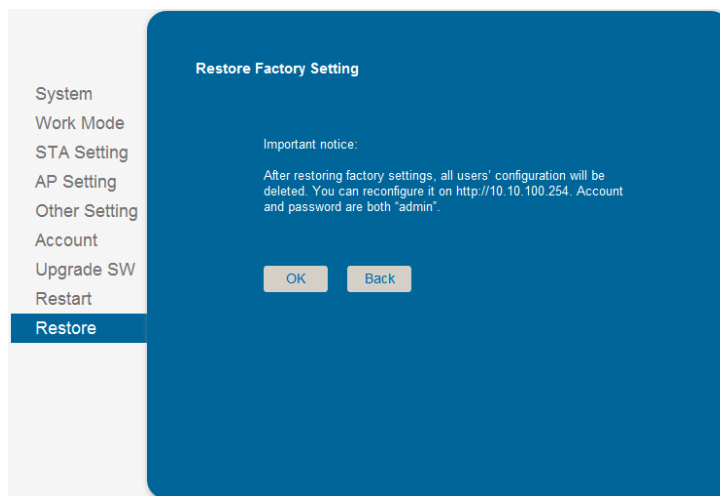 System
Work Mode
STA Setting
AP Setting
Other Setting
Account
Upgrade SW
Restart
Restore
Restore Factory Setting
Important notice:
After restoring factory settings, all users’ configuration will be
deleted. You can reconfigure it on http://10.10.100.254. Account
and password are both “admin”.
OK
Back